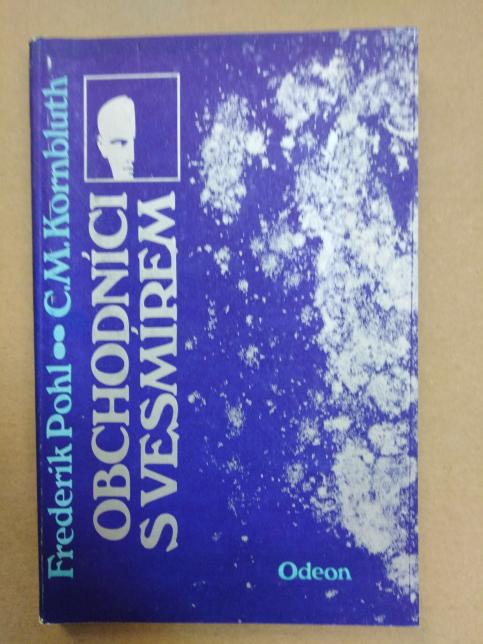 Frederik Pohl •• C.M. Kornbluth
OBCHODNÍCI
S VESMÍREM
Odeon